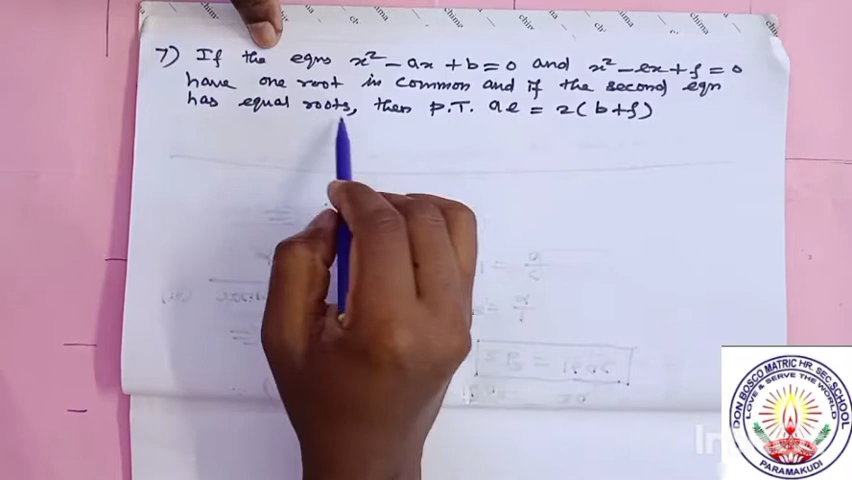 7) If the eqns x² - ax + b = 0 and x² - ex + f = 0
have one root in common and if the second eqn
has equal roots, then P.T. ae = 2(b+f)
DON BOSCO MATRIC HR. SEC. SCHOOL
LOVE & SERVE THE WORLD
PARAMAKUDI